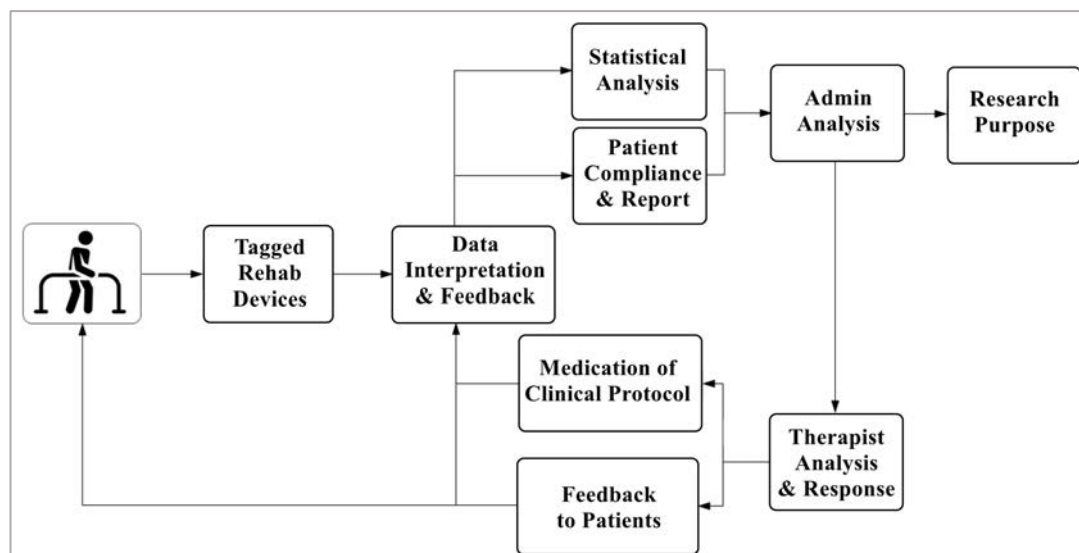 Statistical
Analysis
Admin
Analysis
Research
Purpose
Patient
Compliance
& Report
Tagged
Rehab
Devices
Data
Interpretation
& Feedback
Medication of
Clinical Protocol
Therapist
Analysis
& Response
Feedback
to Patients